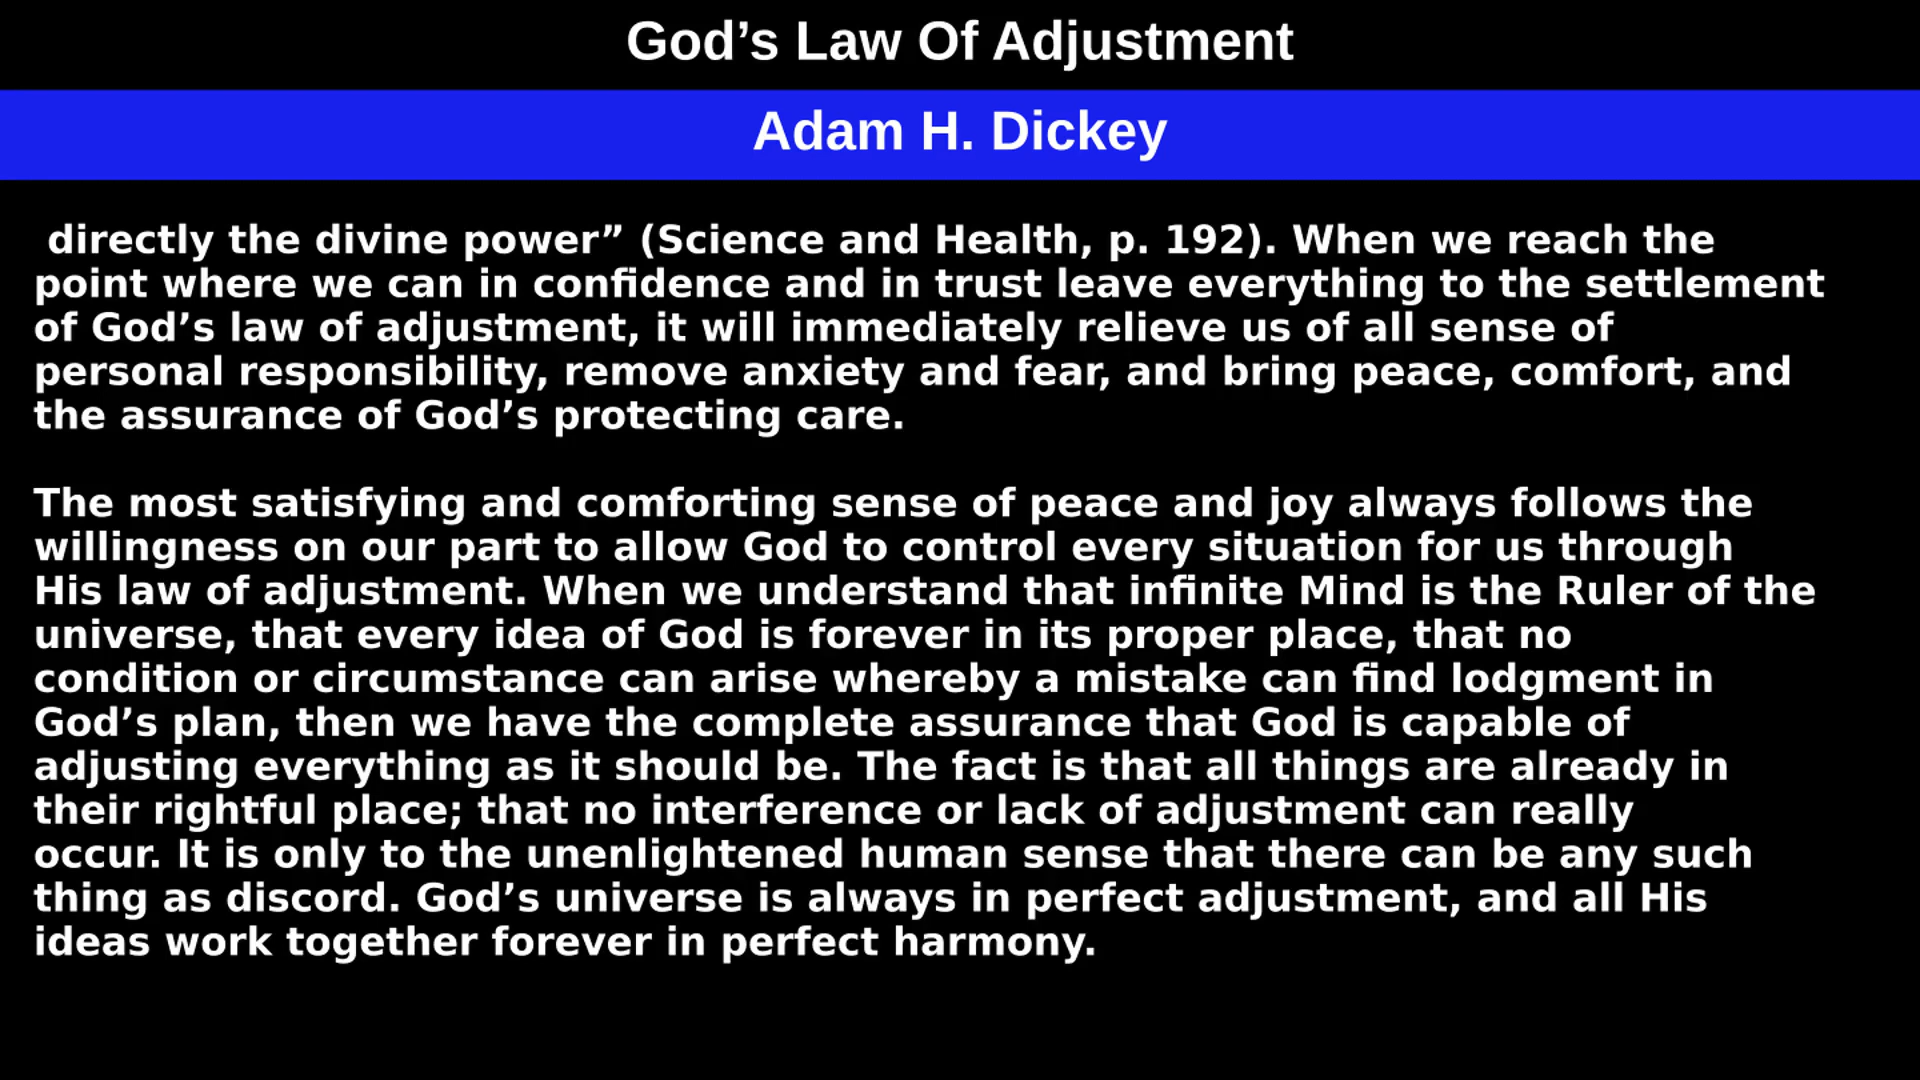 God’s Law Of Adjustment
Adam H. Dickey
directly the divine power” (Science and Health, p. 192). When we reach the
point where we can in confidence and in trust leave everything to the settlement
of God’s law of adjustment, it will immediately relieve us of all sense of
personal responsibility, remove anxiety and fear, and bring peace, comfort, and
the assurance of God’s protecting care.
The most satisfying and comforting sense of peace and joy always follows the
willingness on our part to allow God to control every situation for us through
His law of adjustment. When we understand that infinite Mind is the Ruler of the
universe, that every idea of God is forever in its proper place, that no
condition or circumstance can arise whereby a mistake can find lodgment in
God’s plan, then we have the complete assurance that God is capable of
adjusting everything as it should be. The fact is that all things are already in
their rightful place; that no interference or lack of adjustment can really
occur. It is only to the unenlightened human sense that there can be any such
thing as discord. God’s universe is always in perfect adjustment, and all His
ideas work together forever in perfect harmony.